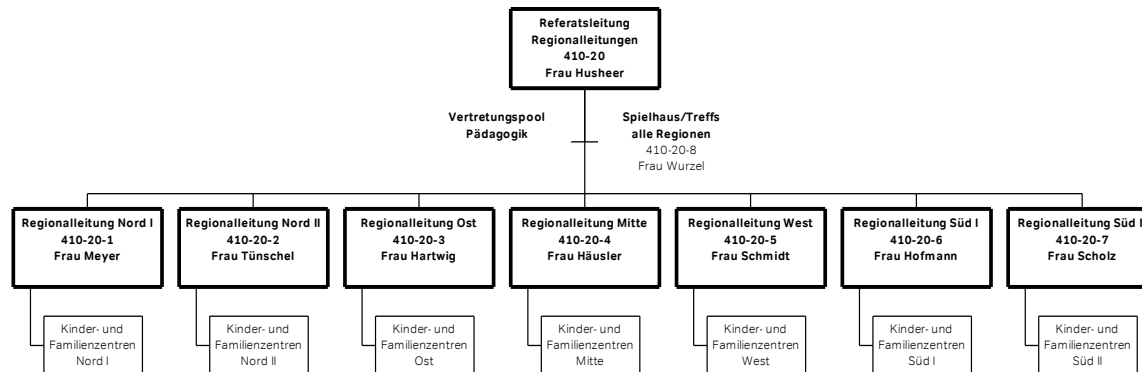 Referatsleitung
Regionalleitungen
410-20
Frau Husheer
Vertretungspool
Pädagogik
Spielhaus/Treffs
alle Regionen
410-20-8
Frau Wurzel
Regionalleitung Nord I
410-20-1
Frau Meyer
Regionalleitung Nord II
410-20-2
Frau Tünschel
Regionalleitung Ost
410-20-3
Frau Hartwig
Regionalleitung Mitte
410-20-4
Frau Häusler
Regionalleitung West
410-20-5
Frau Schmidt
Regionalleitung Süd I
410-20-6
Frau Hofmann
Regionalleitung Süd I
410-20-7
Frau Scholz
Kinder- und
Familienzentren
Nord I
Kinder- und
Familienzentren
Nord II
Kinder- und
Familienzentren
Ost
Kinder- und
Familienzentren
Mitte
Kinder- und
Familienzentren
West
Kinder- und
Familienzentren
Süd I
Kinder- und
Familienzentren
Süd II